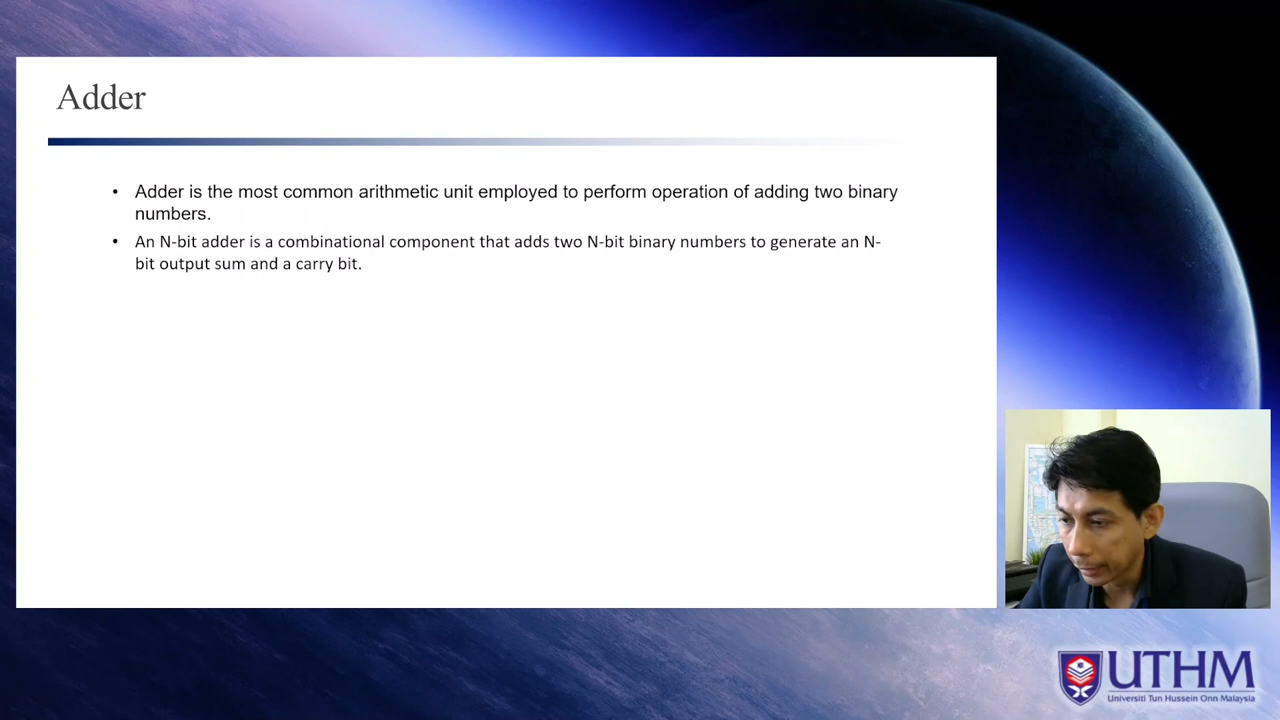 Adder
• Adder is the most common arithmetic unit employed to perform operation of adding two binary
numbers.
• An N-bit adder is a combinational component that adds two N-bit binary numbers to generate an N-
bit output sum and a carry bit.
UTHM
Universiti Tun Hussein Onn Malaysia